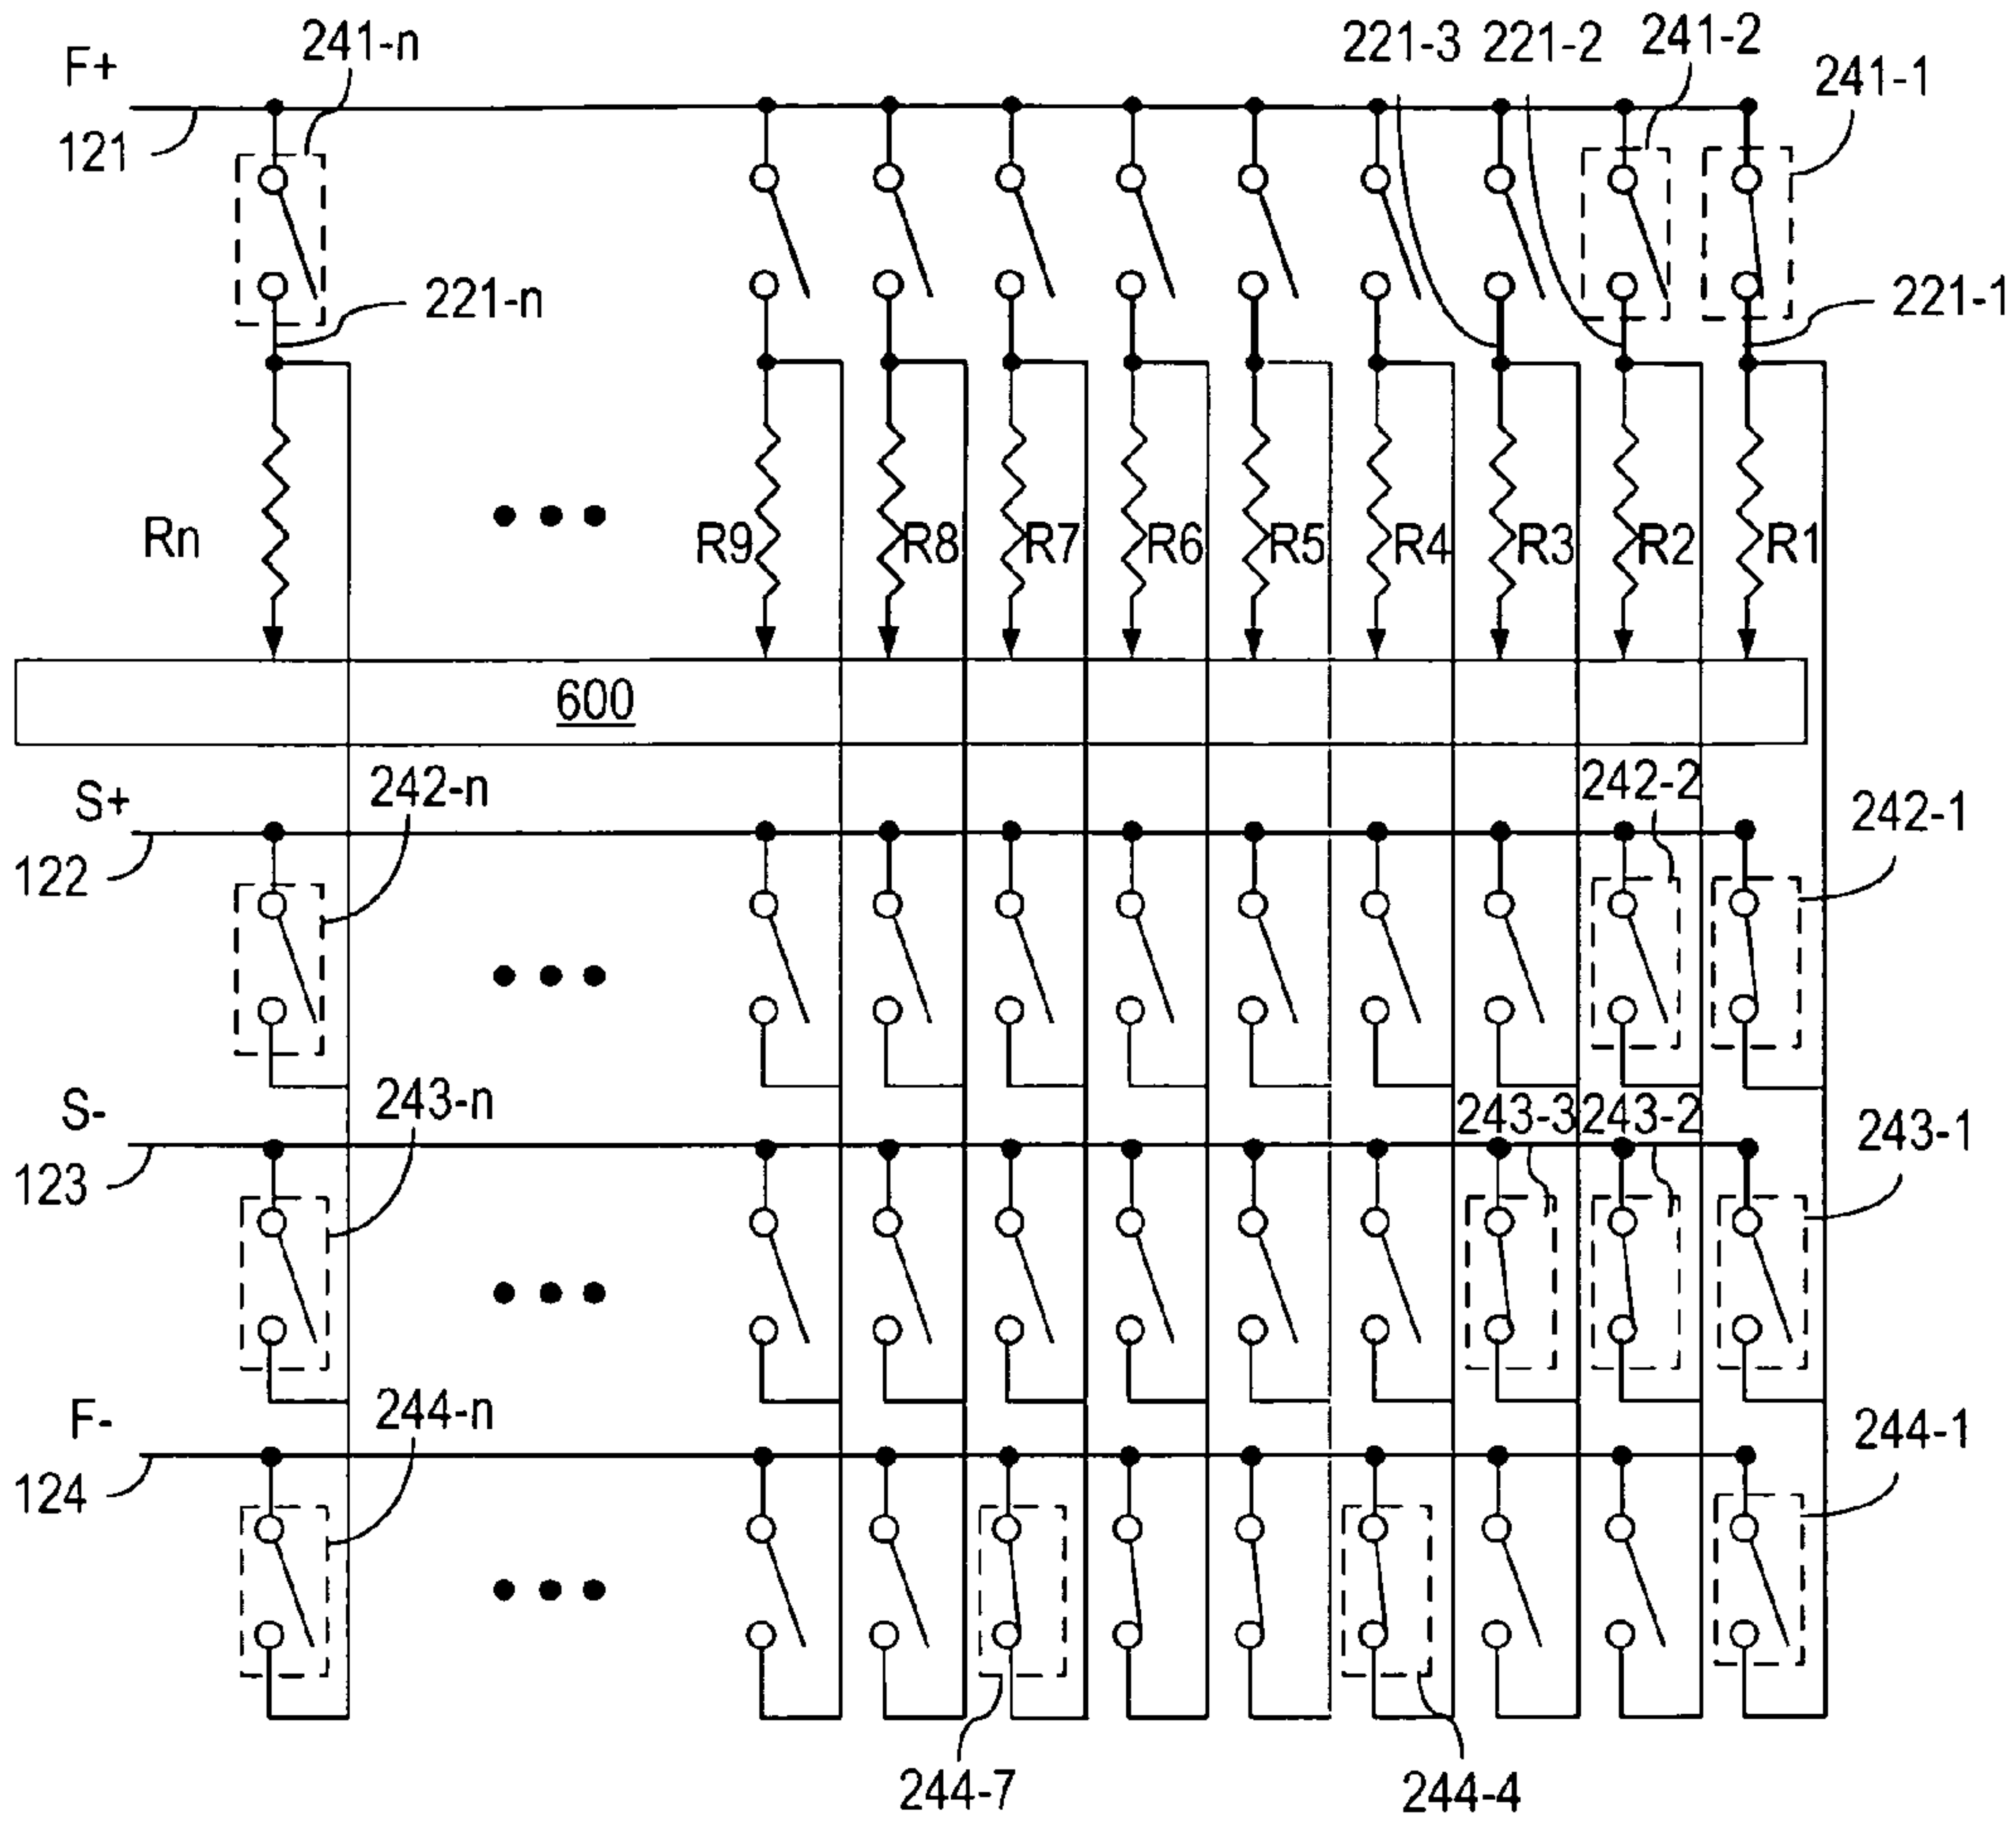 241-n
221-3 221-2 241-2
241-1
F+
121
221-n
221-1
Rn
R9 R8 R7 R6 R5 R4 R3 R2 R1
600
S+
242-n
242-2
242-1
122
S-
243-n
243-3 243-2
243-1
123
F-
244-n
244-1
124
244-7
244-4